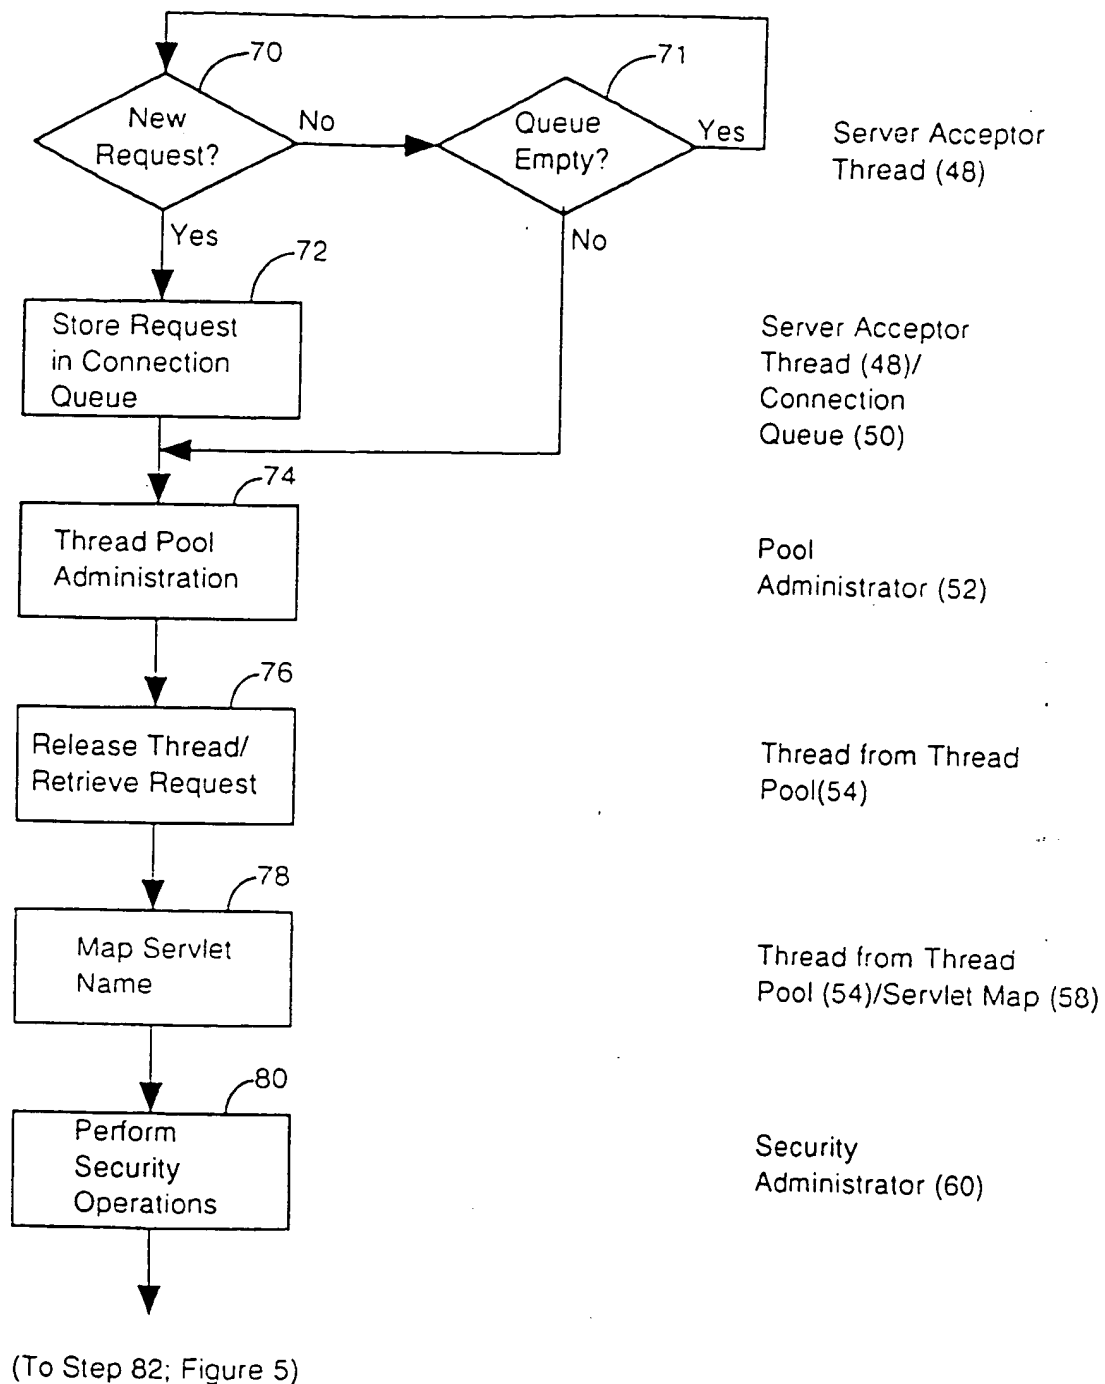 70
71
New
Request?
No
Queue
Empty?
Yes
Server Acceptor
Thread (48)
Yes
No
72
Store Request
in Connection
Queue
Server Acceptor
Thread (48)/
Connection
Queue (50)
74
Thread Pool
Administration
Pool
Administrator (52)
76
Release Thread/
Retrieve Request
Thread from Thread
Pool(54)
78
Map Servlet
Name
Thread from Thread
Pool (54)/Servlet Map (58)
80
Perform
Security
Operations
Security
Administrator (60)
(To Step 82; Figure 5)